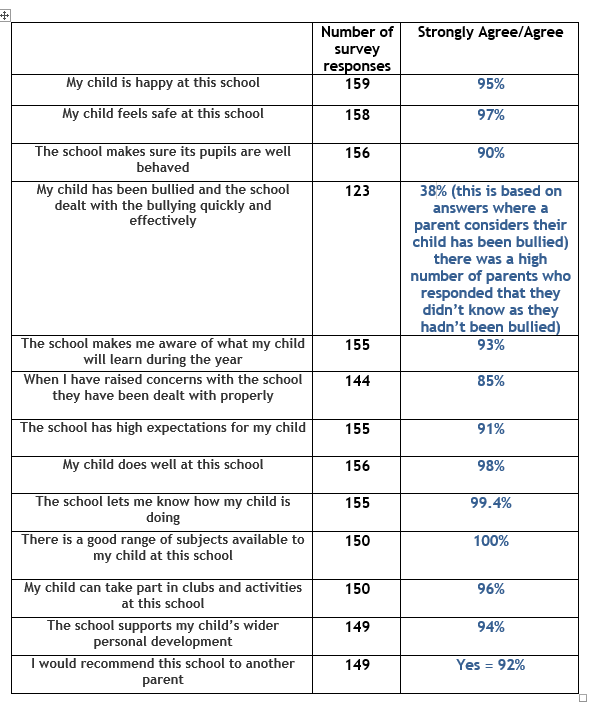 Number of
survey
responses
Strongly Agree/Agree
My child is happy at this school
159
95%
My child feels safe at this school
158
97%
The school makes sure its pupils are well
behaved
156
90%
My child has been bullied and the school
dealt with the bullying quickly and
effectively
123
38% (this is based on
answers where a
parent considers their
child has been bullied)
there was a high
number of parents who
responded that they
didn't know as they
hadn't been bullied)
The school makes me aware of what my child
will learn during the year
155
93%
When I have raised concerns with the school
they have been dealt with properly
144
85%
The school has high expectations for my child
155
91%
My child does well at this school
156
98%
The school lets me know how my child is
doing
155
99.4%
There is a good range of subjects available to
my child at this school
150
100%
My child can take part in clubs and activities
at this school
150
96%
The school supports my child's wider
personal development
149
94%
I would recommend this school to another
parent
149
Yes = 92%